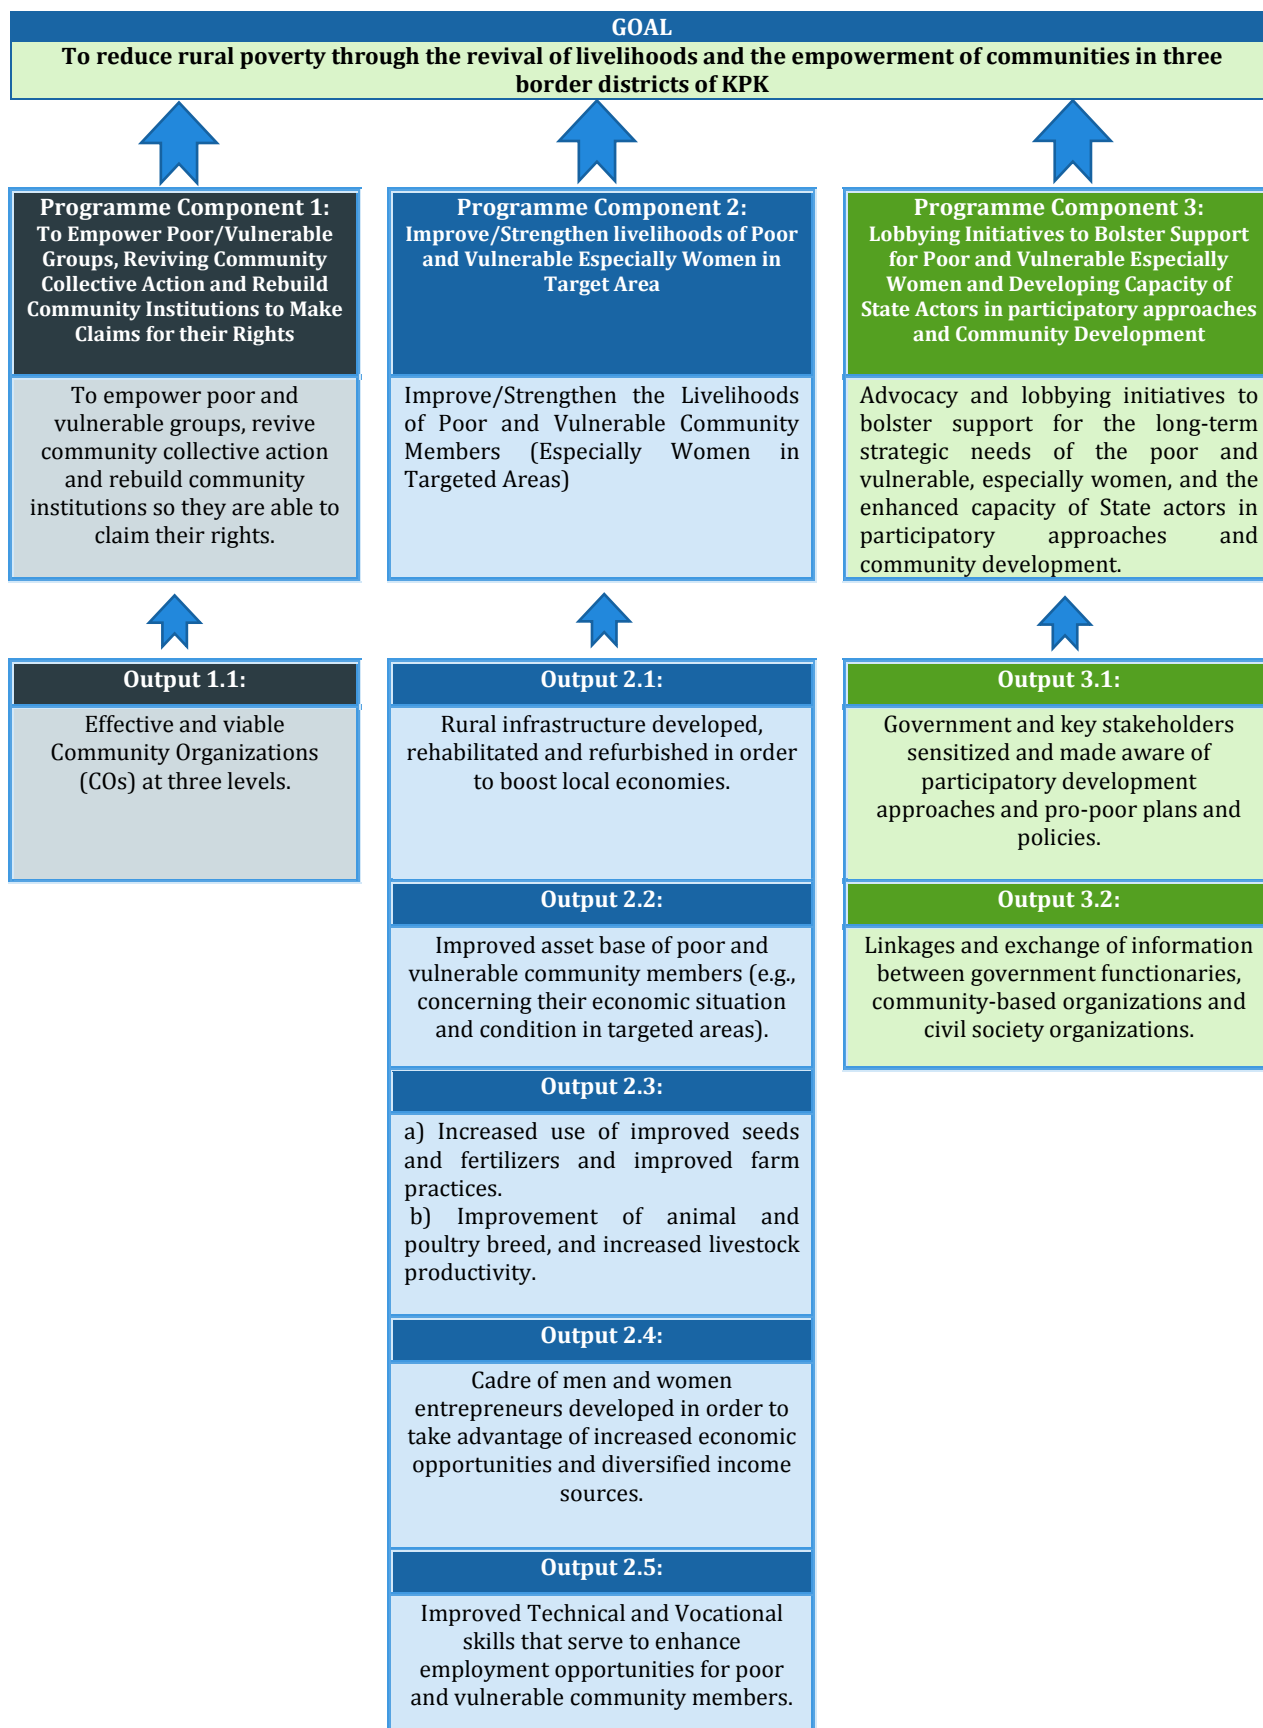 GOAL
To reduce rural poverty through the revival of livelihoods and the empowerment of communities in three
border districts of KPK
Programme Component 1:
To Empower Poor/Vulnerable
Groups, Reviving Community
Collective Action and Rebuild
Community Institutions to Make
Claims for their Rights
To empower poor and
vulnerable groups, revive
community collective action
and rebuild community
institutions so they are able to
claim their rights.
Output 1.1:
Effective and viable
Community Organizations
(COs) at three levels.
Programme Component 2:
Improve/Strengthen livelihoods of Poor
and Vulnerable Especially Women in
Target Area
Improve/Strengthen the Livelihoods
of Poor and Vulnerable Community
Members (Especially Women in
Targeted Areas)
Output 2.1:
Rural infrastructure developed,
rehabilitated and refurbished in order
to boost local economies.
Output 2.2:
Improved asset base of poor and
vulnerable community members (e.g.,
concerning their economic situation
and condition in targeted areas).
Output 2.3:
a) Increased use of improved seeds
and fertilizers and improved farm
practices.
b) Improvement of animal and
poultry breed, and increased livestock
productivity.
Output 2.4:
Cadre of men and women
entrepreneurs developed in order to
take advantage of increased economic
opportunities and diversified income
sources.
Output 2.5:
Improved Technical and Vocational
skills that serve to enhance
employment opportunities for poor
and vulnerable community members.
Programme Component 3:
Lobbying Initiatives to Bolster Support
for Poor and Vulnerable Especially
Women and Developing Capacity of
State Actors in participatory approaches
and Community Development
Advocacy and lobbying initiatives to
bolster support for the long-term
strategic needs of the poor and
vulnerable, especially women, and the
enhanced capacity of State actors in
participatory approaches and
community development.
Output 3.1:
Government and key stakeholders
sensitized and made aware of
participatory development
approaches and pro-poor plans and
policies.
Output 3.2:
Linkages and exchange of information
between government functionaries,
community-based organizations and
civil society organizations.